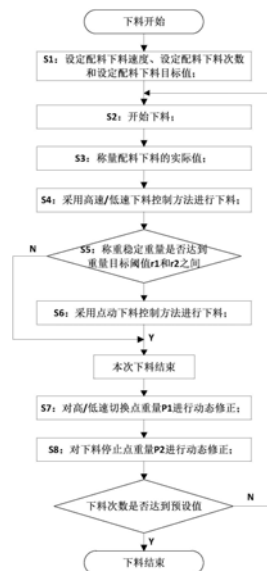 下料开始
S1：设定配料下料速度、设定配料下料次数
和设定配料下料目标值；
S2：开始下料；
S3：称量配料下料的实际值；
S4：采用高速/低速下料控制方法进行下料；
N
S5：称重稳定重量是否达到
重量目标阈值r1和r2之间
S6：采用点动下料控制方法进行下料；
Y
本次下料结束
S7：对高/低速切换点重量P1进行动态修正；
S8：对下料停止点重量P2进行动态修正；
N
下料次数是否达到预设值
Y
下料结束